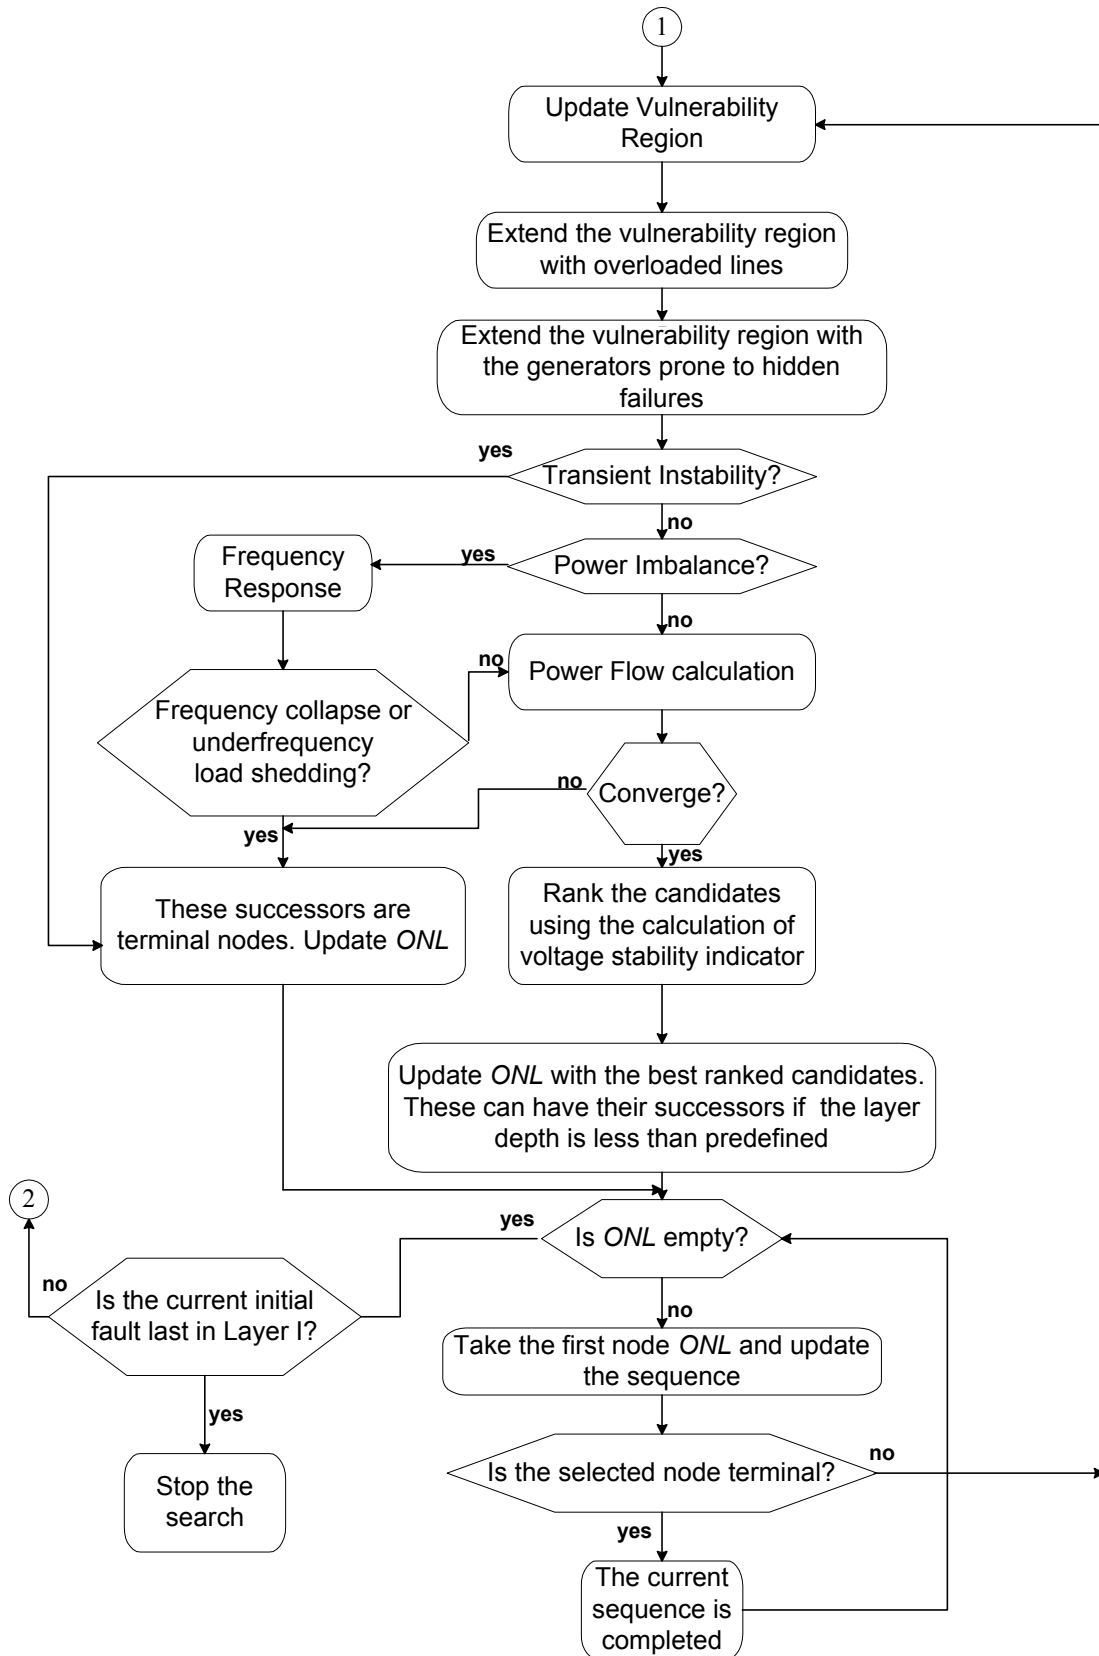 1
Update Vulnerability
Region
Extend the vulnerability region
with overloaded lines
Extend the vulnerability region with
the generators prone to hidden
failures
yes
Transient Instability?
no
Frequency
Response
yes
Power Imbalance?
no
no
Power Flow calculation
Frequency collapse or
underfrequency
load shedding?
no
Converge?
yes
yes
These successors are
terminal nodes. Update ONL
Rank the candidates
using the calculation of
voltage stability indicator
Update ONL with the best ranked candidates.
These can have their successors if the layer
depth is less than predefined
2
yes
Is ONL empty?
no
Is the current initial
fault last in Layer I?
no
Take the first node ONL and update
the sequence
yes
Is the selected node terminal?
no
Stop the
search
yes
The current
sequence is
completed